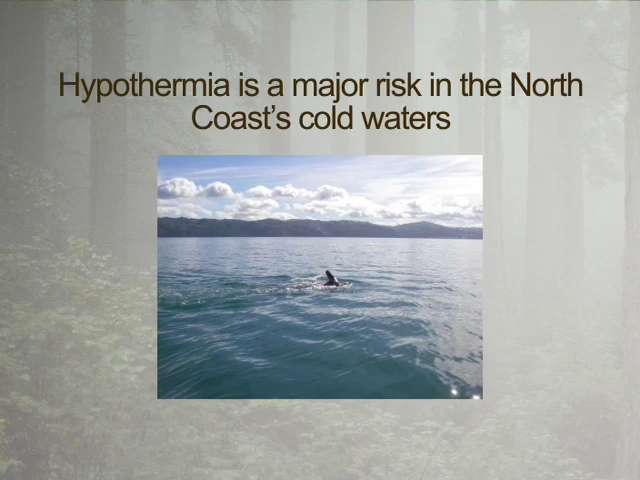 Hypothermia is a major risk in the North
Coast’s cold waters